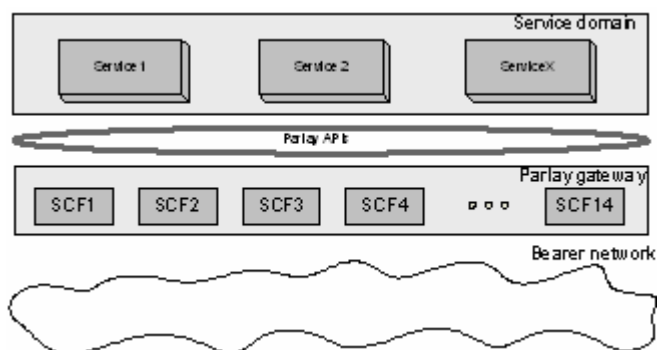 Service domain
Service 1
Service 2
ServiceX
Parlay APIs
Parlay gateway
SCF1
SCF2
SCF3
SCF4
SCF14
Bearer network